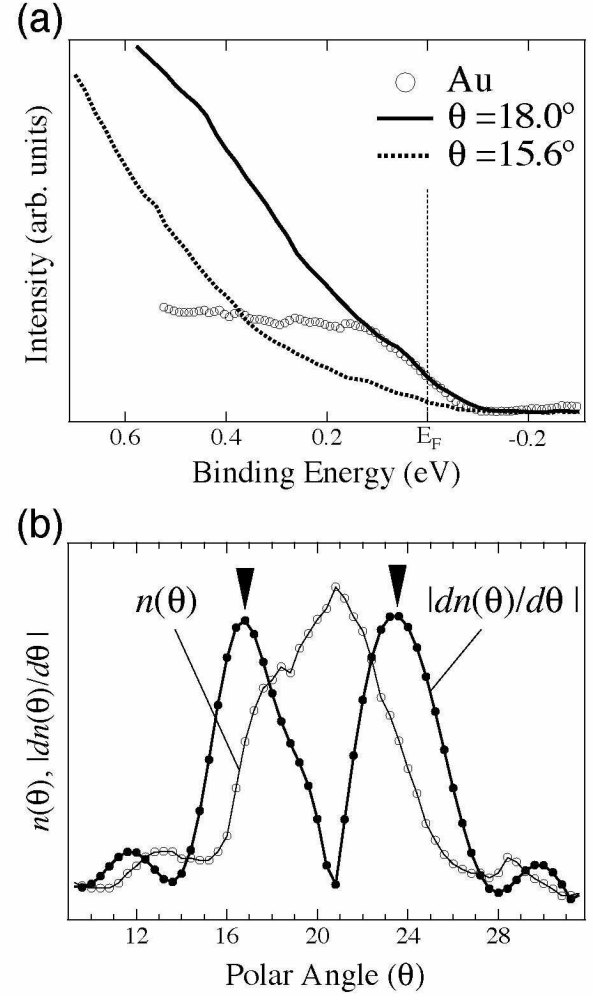 (a)
Au
θ =18.0°
θ =15.6°
Intensity (arb. units)
0.6
0.4
0.2
E_F
-0.2
Binding Energy (eV)
(b)
n(θ)
|dn(θ)/dθ |
n(θ), |dn(θ)/dθ |
12
16
20
24
28
Polar Angle (θ)